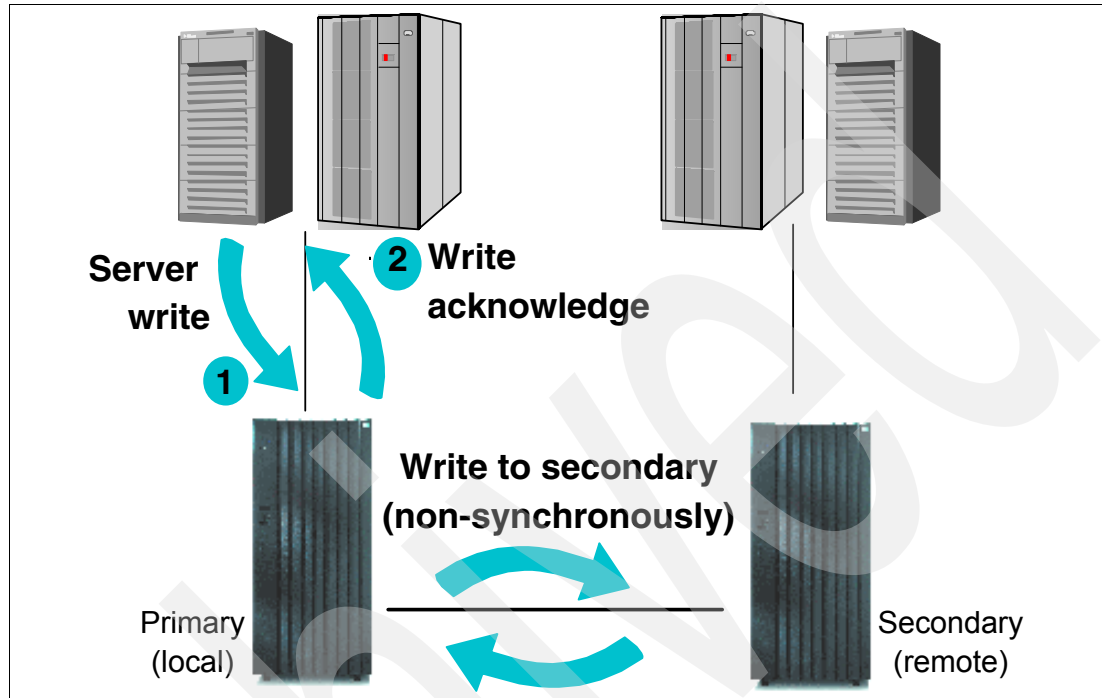 Server
write
1
2
Write
acknowledge
Write to secondary
(non-synchronously)
Primary
(local)
Secondary
(remote)